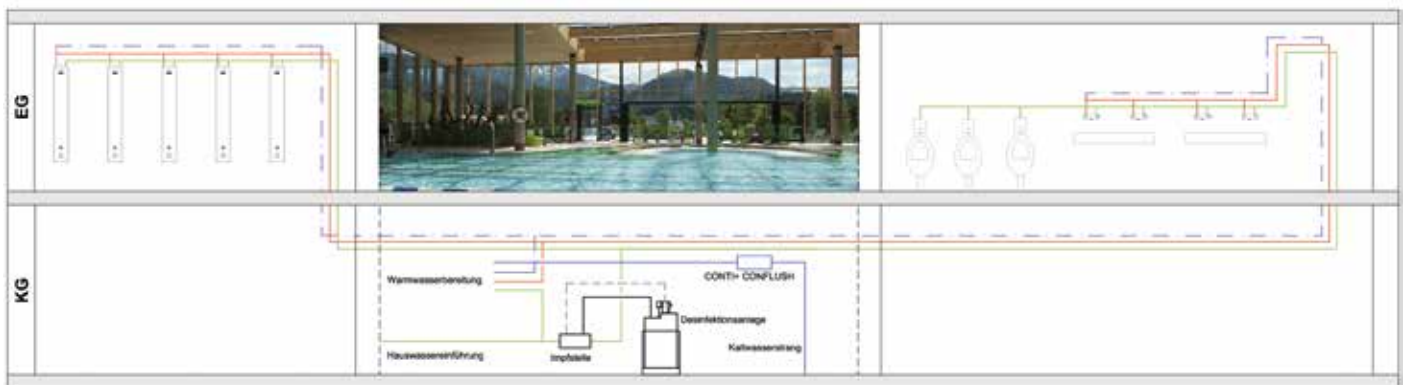 EG
KG
Warmwasserbereitung
CONTI+ CONFLUSH
Desinfektionsanlage
Hauswassereinführung
Impfstelle
Kaltwasserstrang